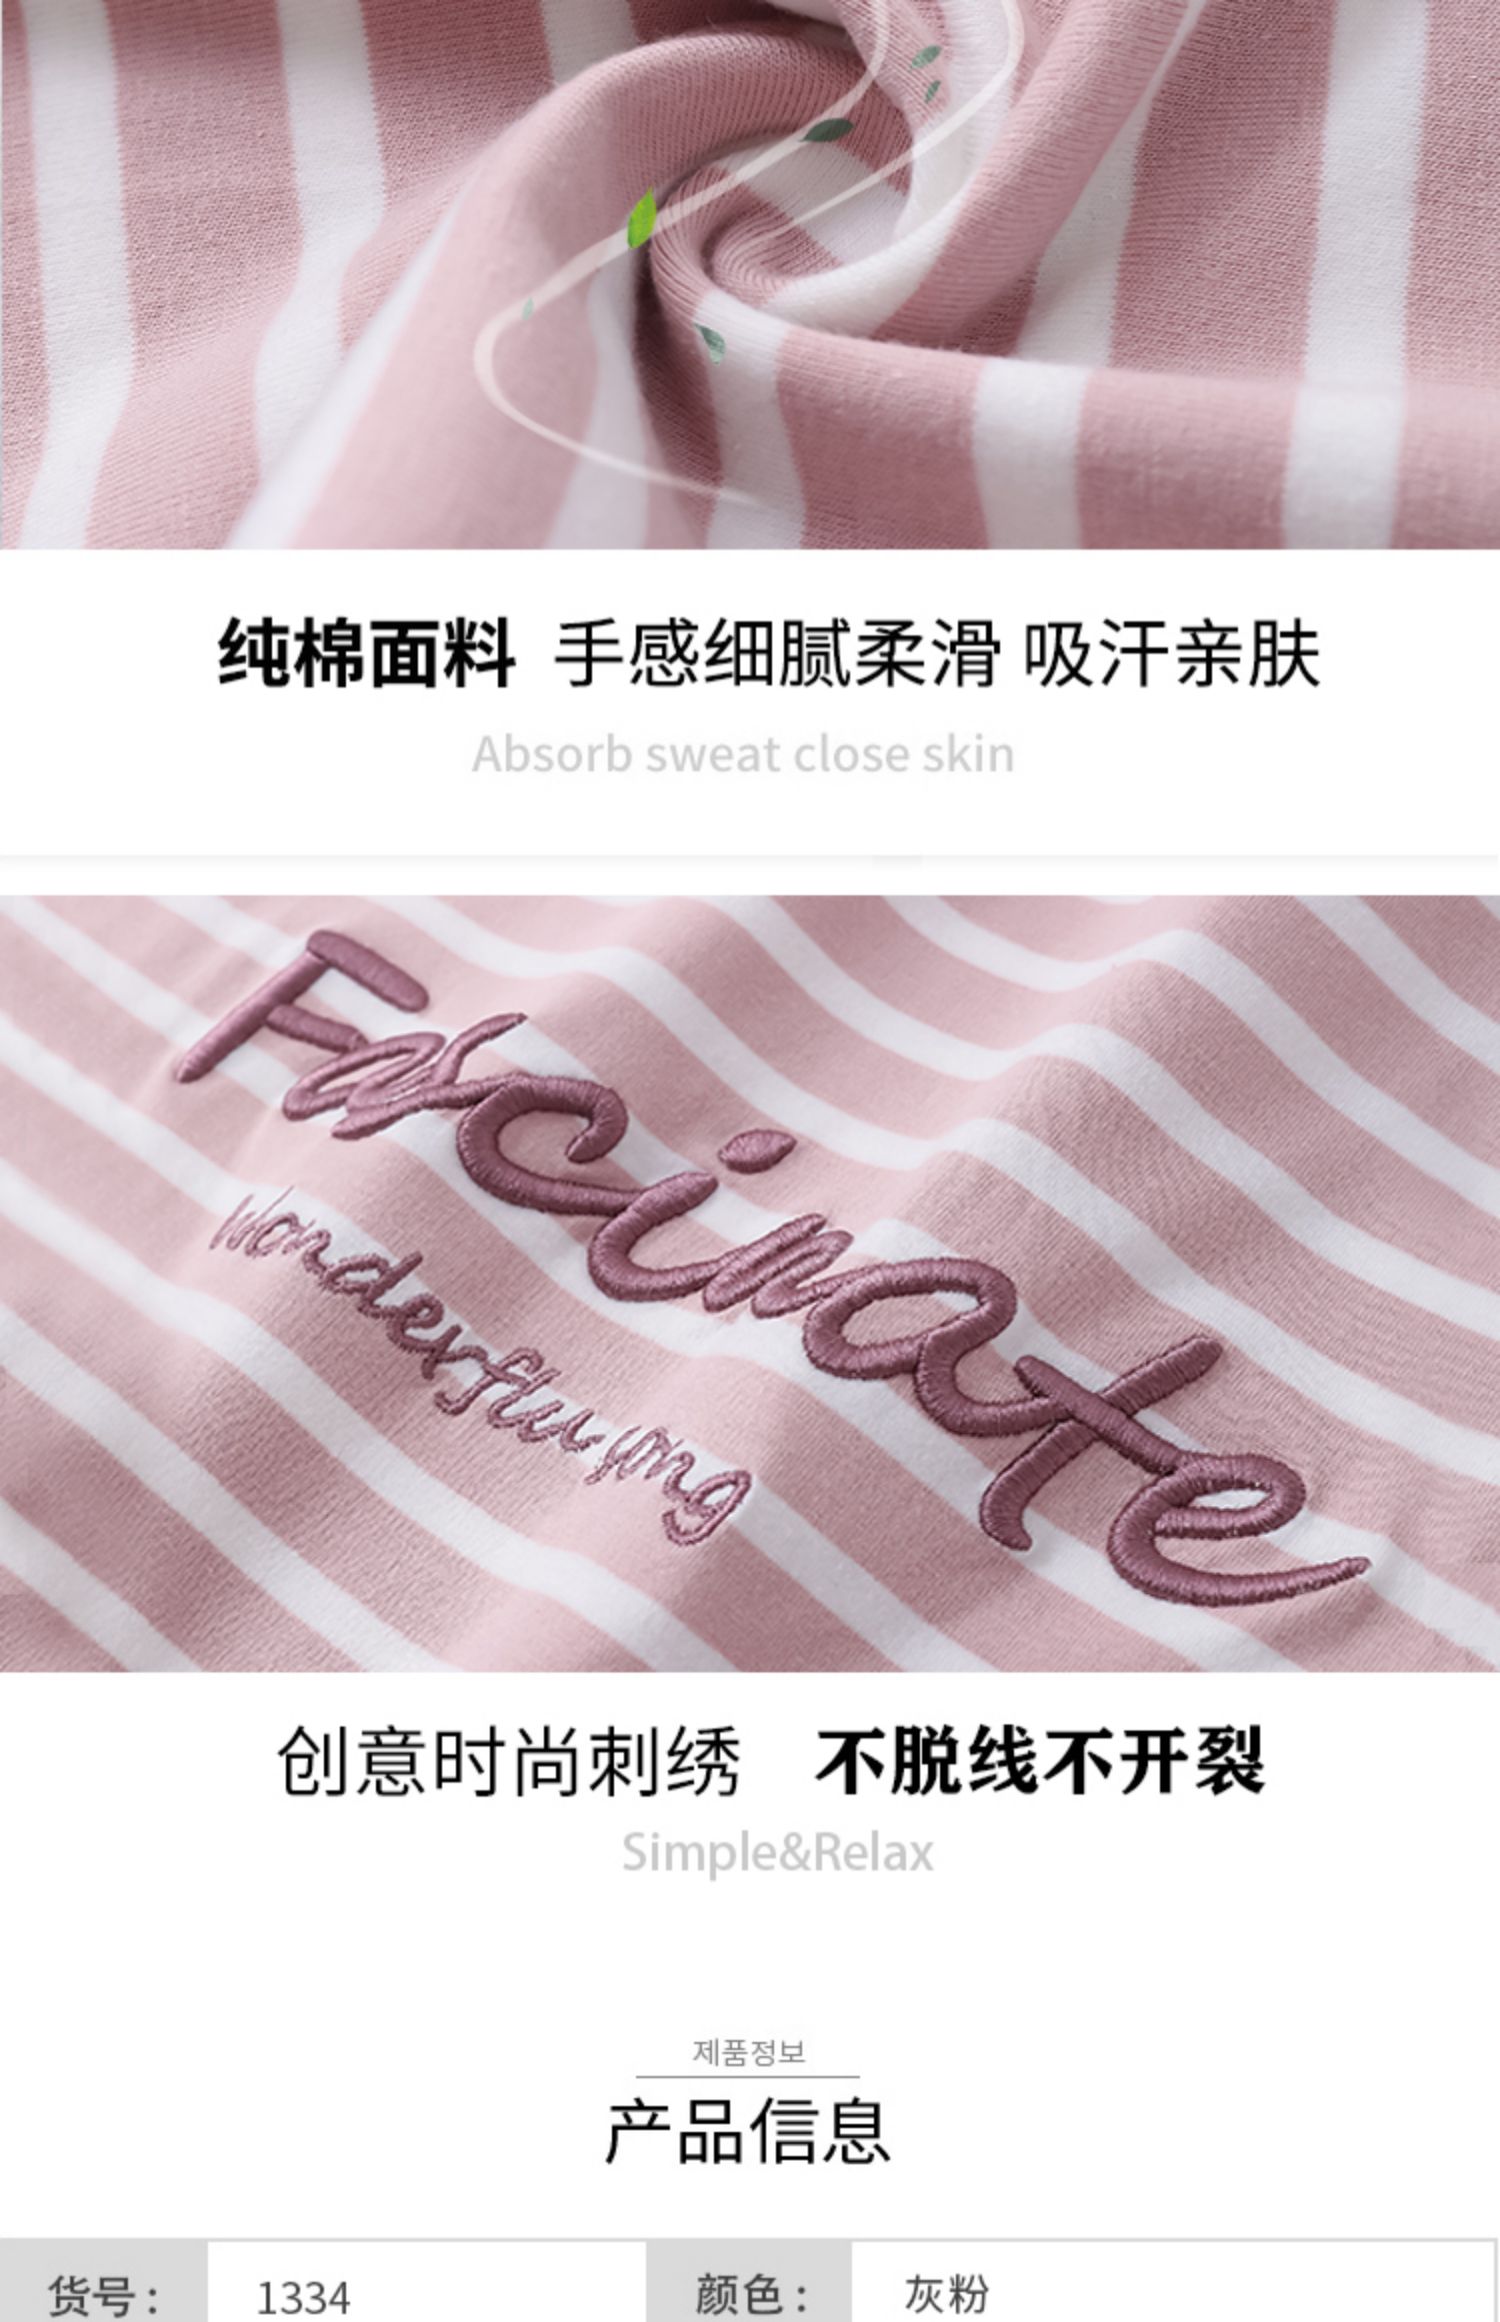 纯棉面料 手感细腻柔滑 吸汗亲肤
Absorb sweat close skin
Fascinate
wonderfluyong
创意时尚刺绣 不脱线不开裂
Simple&Relax
제품정보
产品信息
货号： 1334 颜色： 灰粉